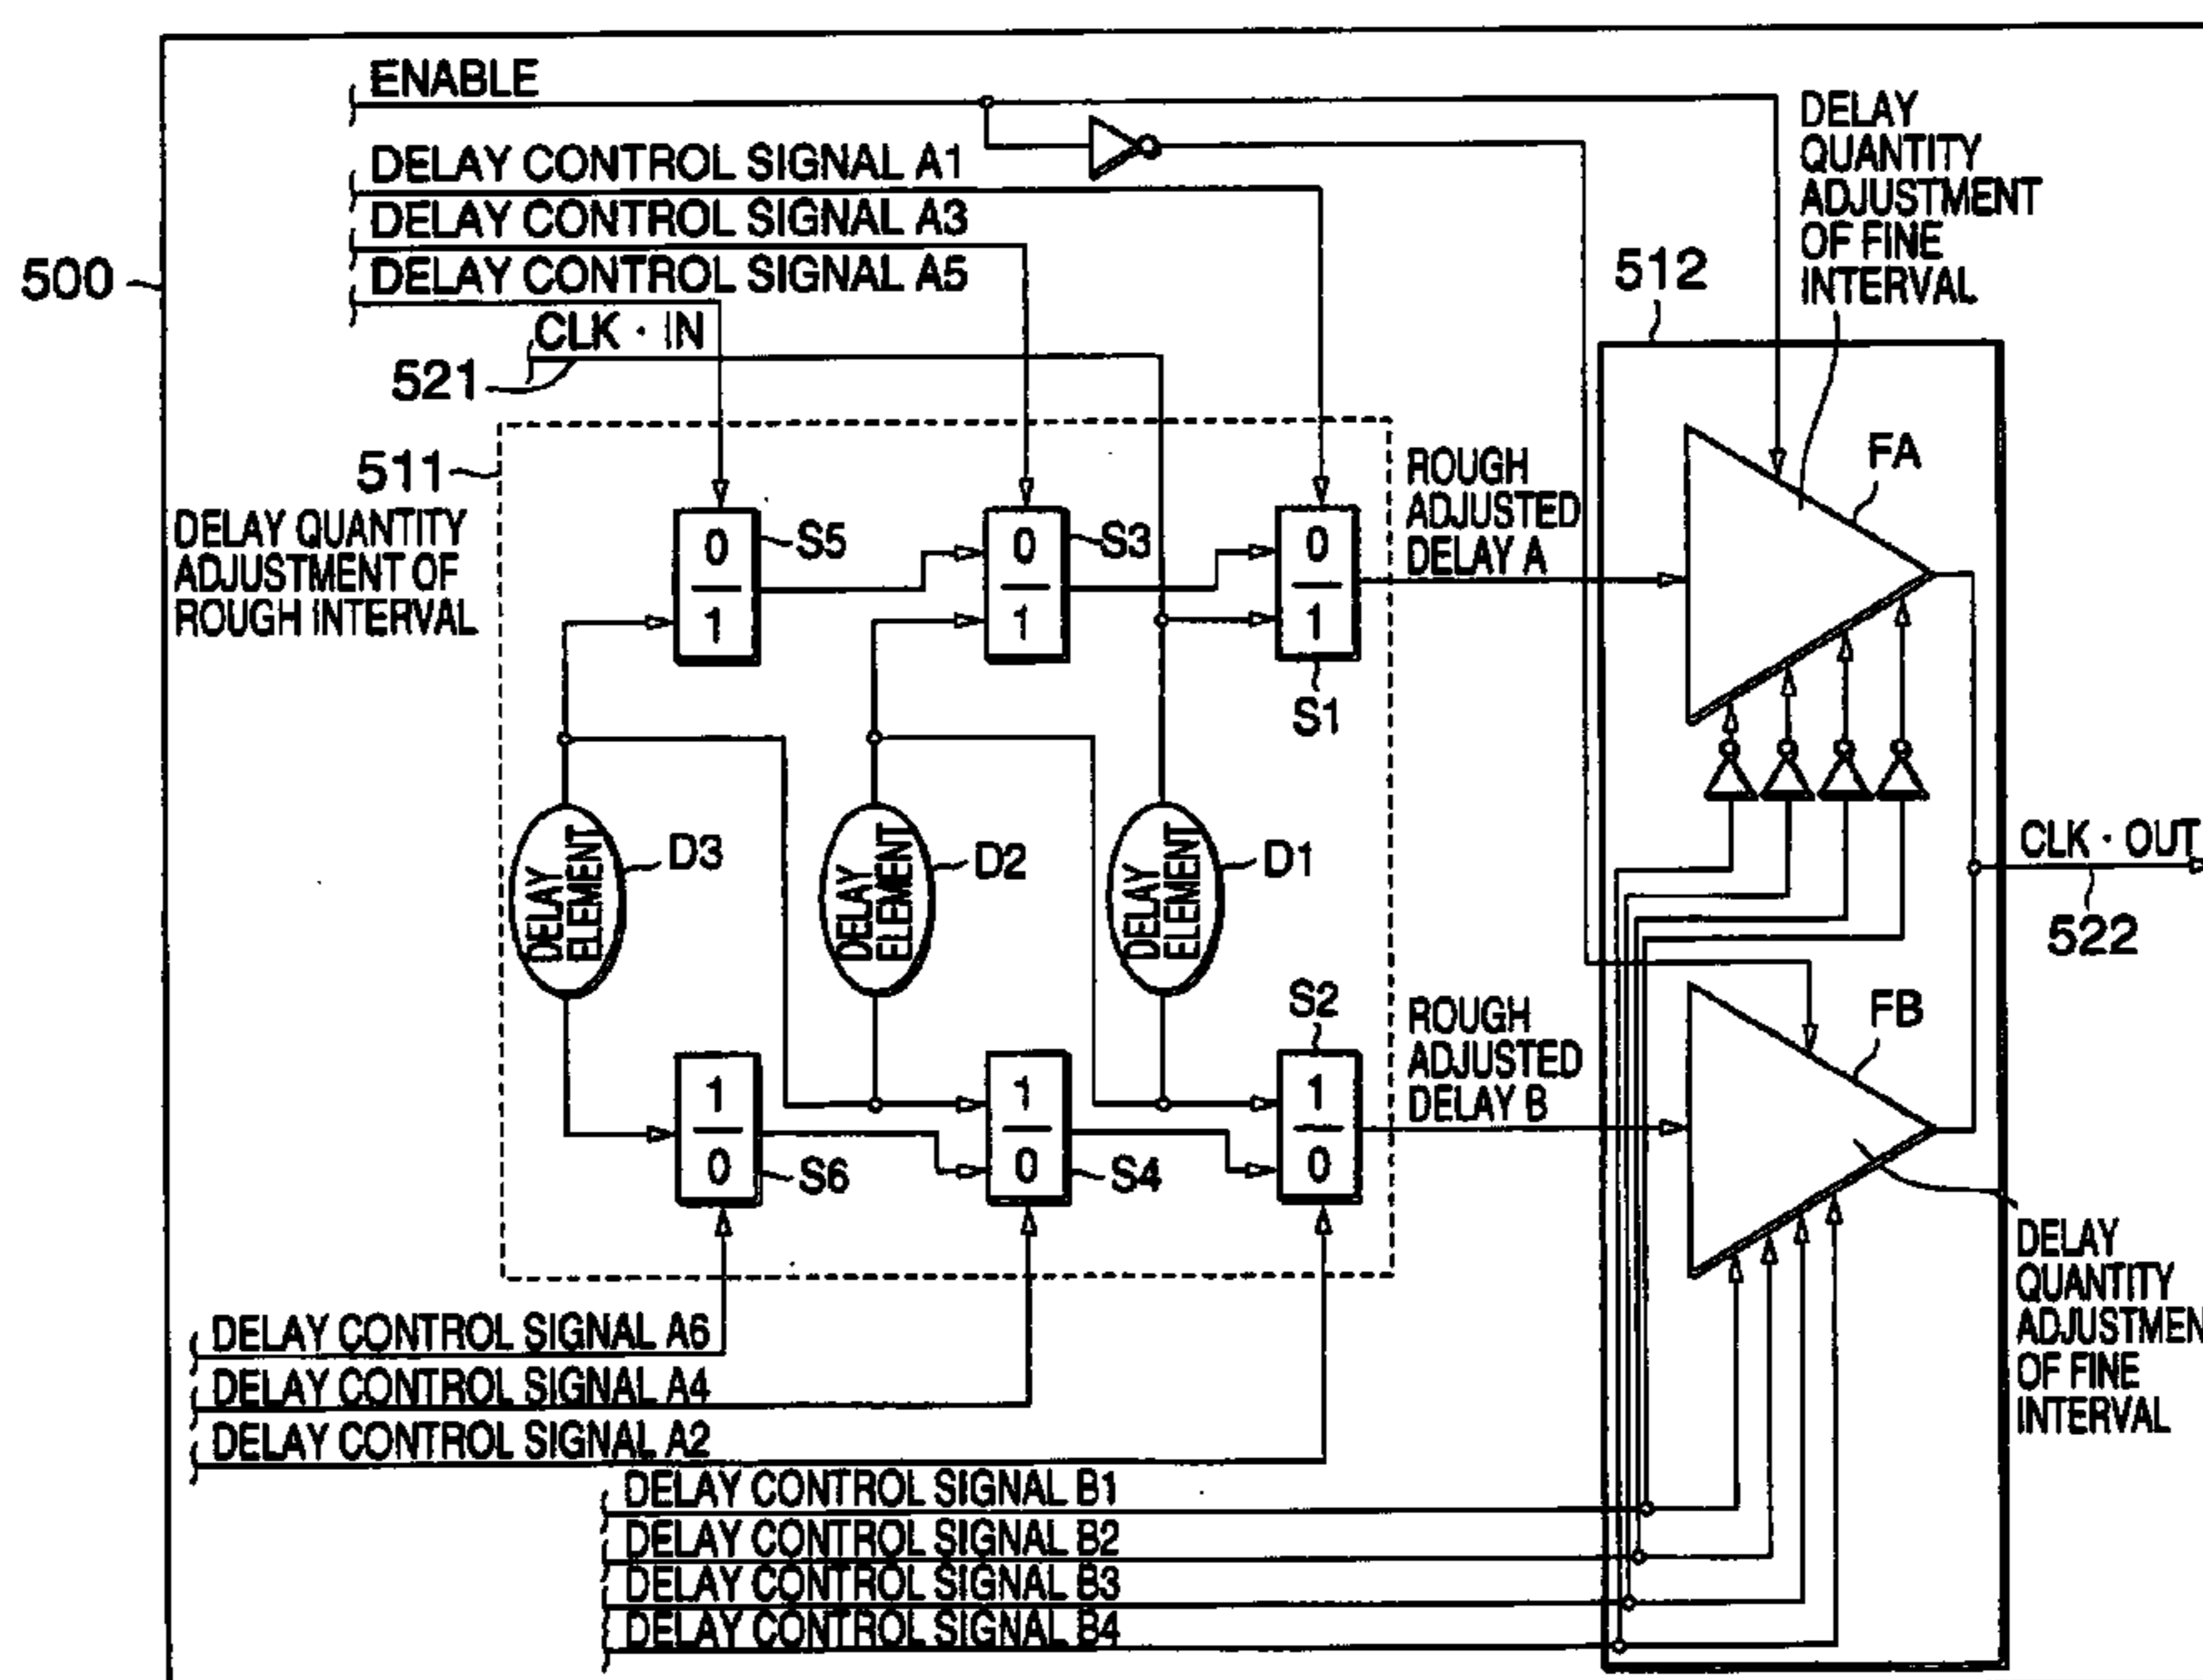 ENABLE
DELAY CONTROL SIGNAL A1
DELAY CONTROL SIGNAL A3
DELAY CONTROL SIGNAL A5
CLK · IN
521
500
511
DELAY QUANTITY
ADJUSTMENT OF
ROUGH INTERVAL
DELAY
QUANTITY
ADJUSTMENT
OF FINE
INTERVAL
512
0
1
S5
0
1
S3
0
1
S1
ROUGH
ADJUSTED
DELAY A
FA
DELAY
ELEMENT
D3
DELAY
ELEMENT
D2
DELAY
ELEMENT
D1
CLK · OUT
522
1
0
S6
1
0
S4
S2
1
0
ROUGH
ADJUSTED
DELAY B
FB
DELAY
QUANTITY
ADJUSTMEN
OF FINE
INTERVAL
DELAY CONTROL SIGNAL A6
DELAY CONTROL SIGNAL A4
DELAY CONTROL SIGNAL A2
DELAY CONTROL SIGNAL B1
DELAY CONTROL SIGNAL B2
DELAY CONTROL SIGNAL B3
DELAY CONTROL SIGNAL B4